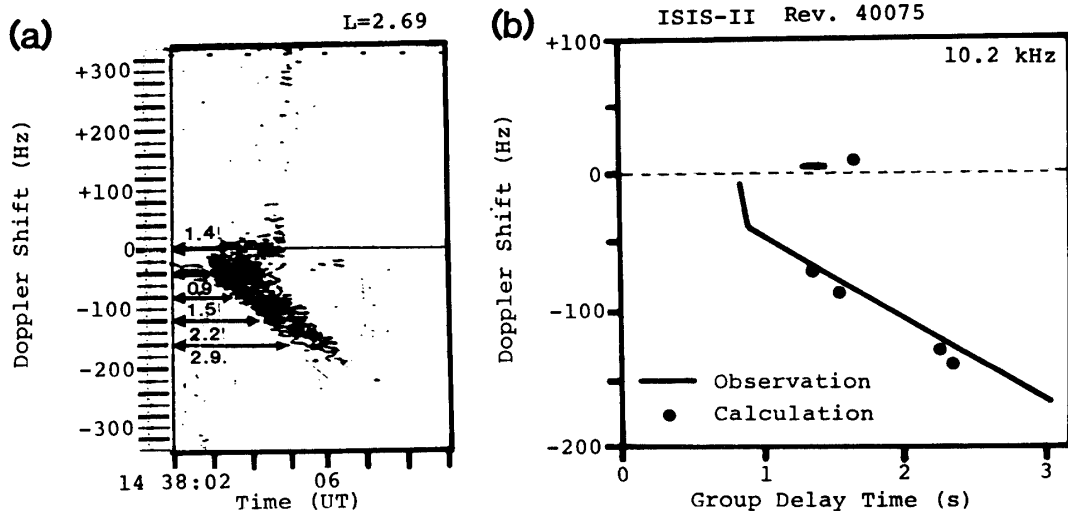 (a)
L=2.69
Doppler Shift (Hz)
+300
+200
+100
0
-100
-200
-300
1.4
0.9
1.5
2.2
2.9
14 38:02 06
Time (UT)
(b)
ISIS-II Rev. 40075
10.2 kHz
Doppler Shift (Hz)
+100
0
-100
-200
Observation
Calculation
0 1 2 3
Group Delay Time (s)